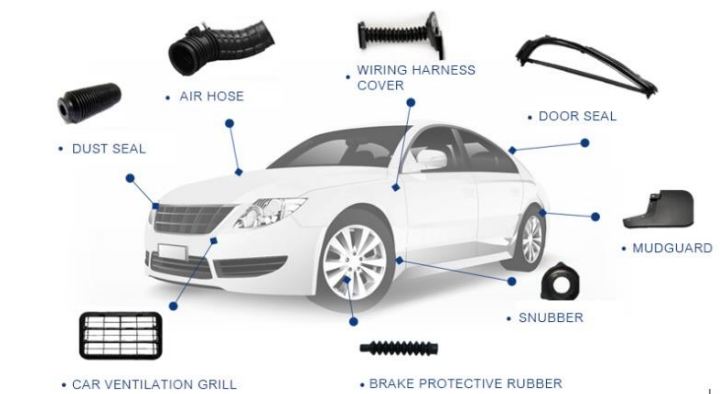 WIRING HARNESS
COVER
AIR HOSE
DOOR SEAL
DUST SEAL
MUDGUARD
SNUBBER
CAR VENTILATION GRILL
BRAKE PROTECTIVE RUBBER